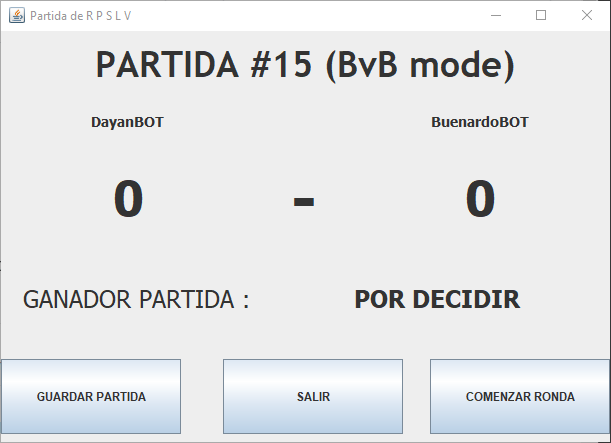 Partida de R P S L V
PARTIDA #15 (BvB mode)
DayanBOT BuenardoBOT
0 - 0
GANADOR PARTIDA : POR DECIDIR
GUARDAR PARTIDA SALIR COMENZAR RONDA